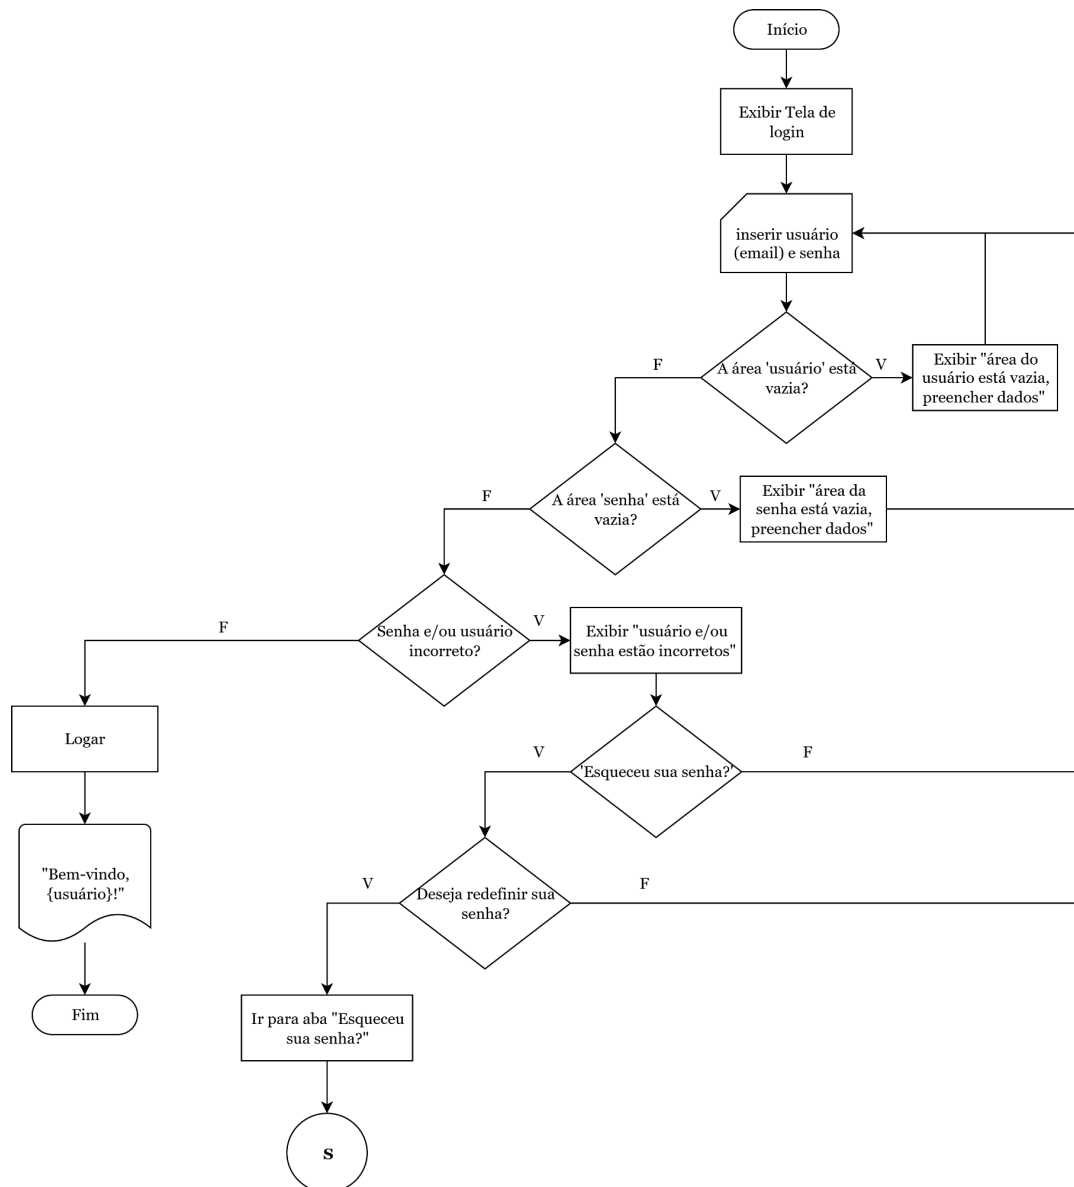 Início
Exibir Tela de
login
inserir usuário
(email) e senha
A área 'usuário' está
vazia?
F
V
Exibir "área do
usuário está vazia,
preencher dados"
A área 'senha' está
vazia?
F
V
Exibir "área da
senha está vazia,
preencher dados"
Senha e/ou usuário
incorreto?
F
V
Exibir "usuário e/ou
senha estão incorretos"
Logar
'Esqueceu sua senha?'
V
F
"Bem-vindo,
{usuário}!"
Deseja redefinir sua
senha?
V
F
Fim
Ir para aba "Esqueceu
sua senha?"
s